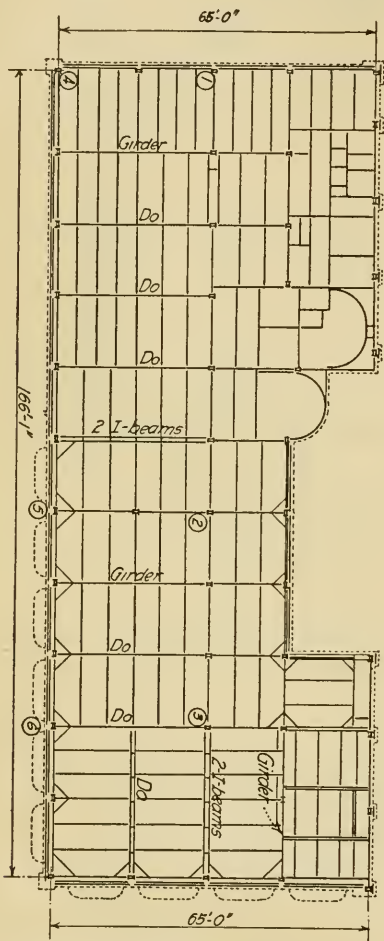 65'-0"
④
①
Girder
Do
Do
Do
2 I-beams
166'-1"
⑤
②
Girder
Do
Do
⑥
③
Girder
2-I-beams
Do
65'-0"